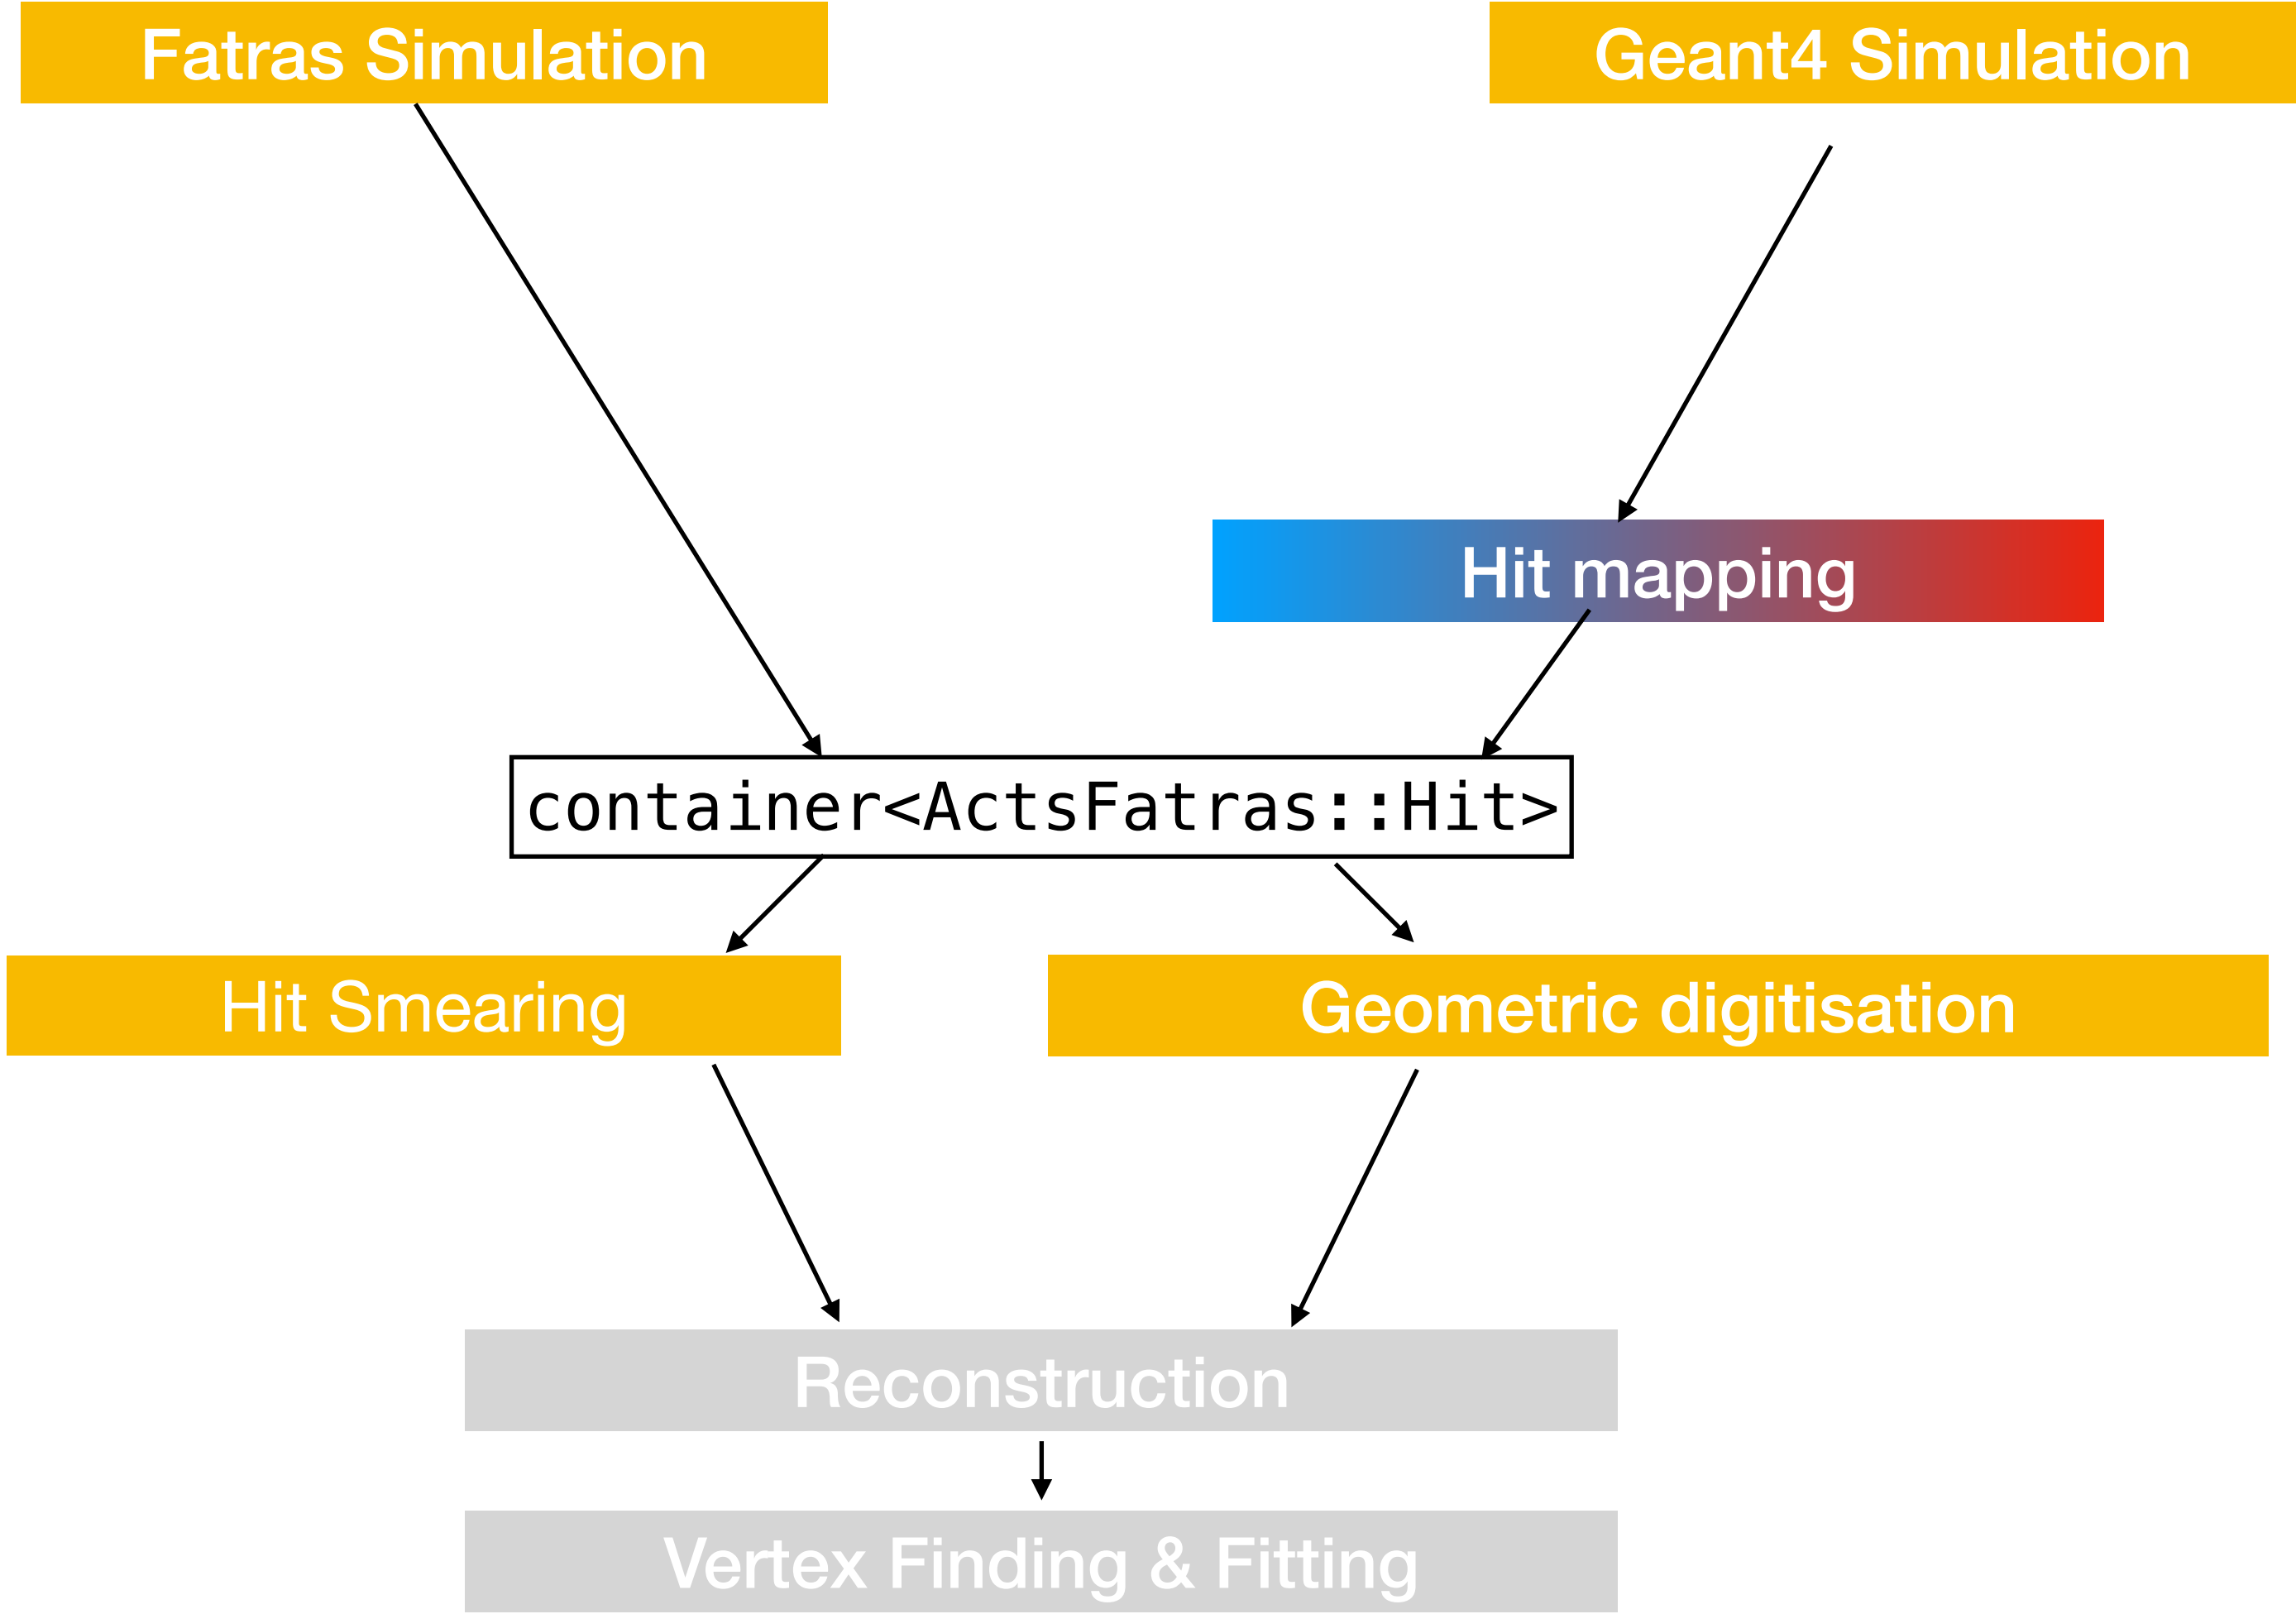 Fatras Simulation
Geant4 Simulation
Hit mapping
container<ActsFatras::Hit>
Hit Smearing
Geometric digitisation
Reconstruction
Vertex Finding & Fitting